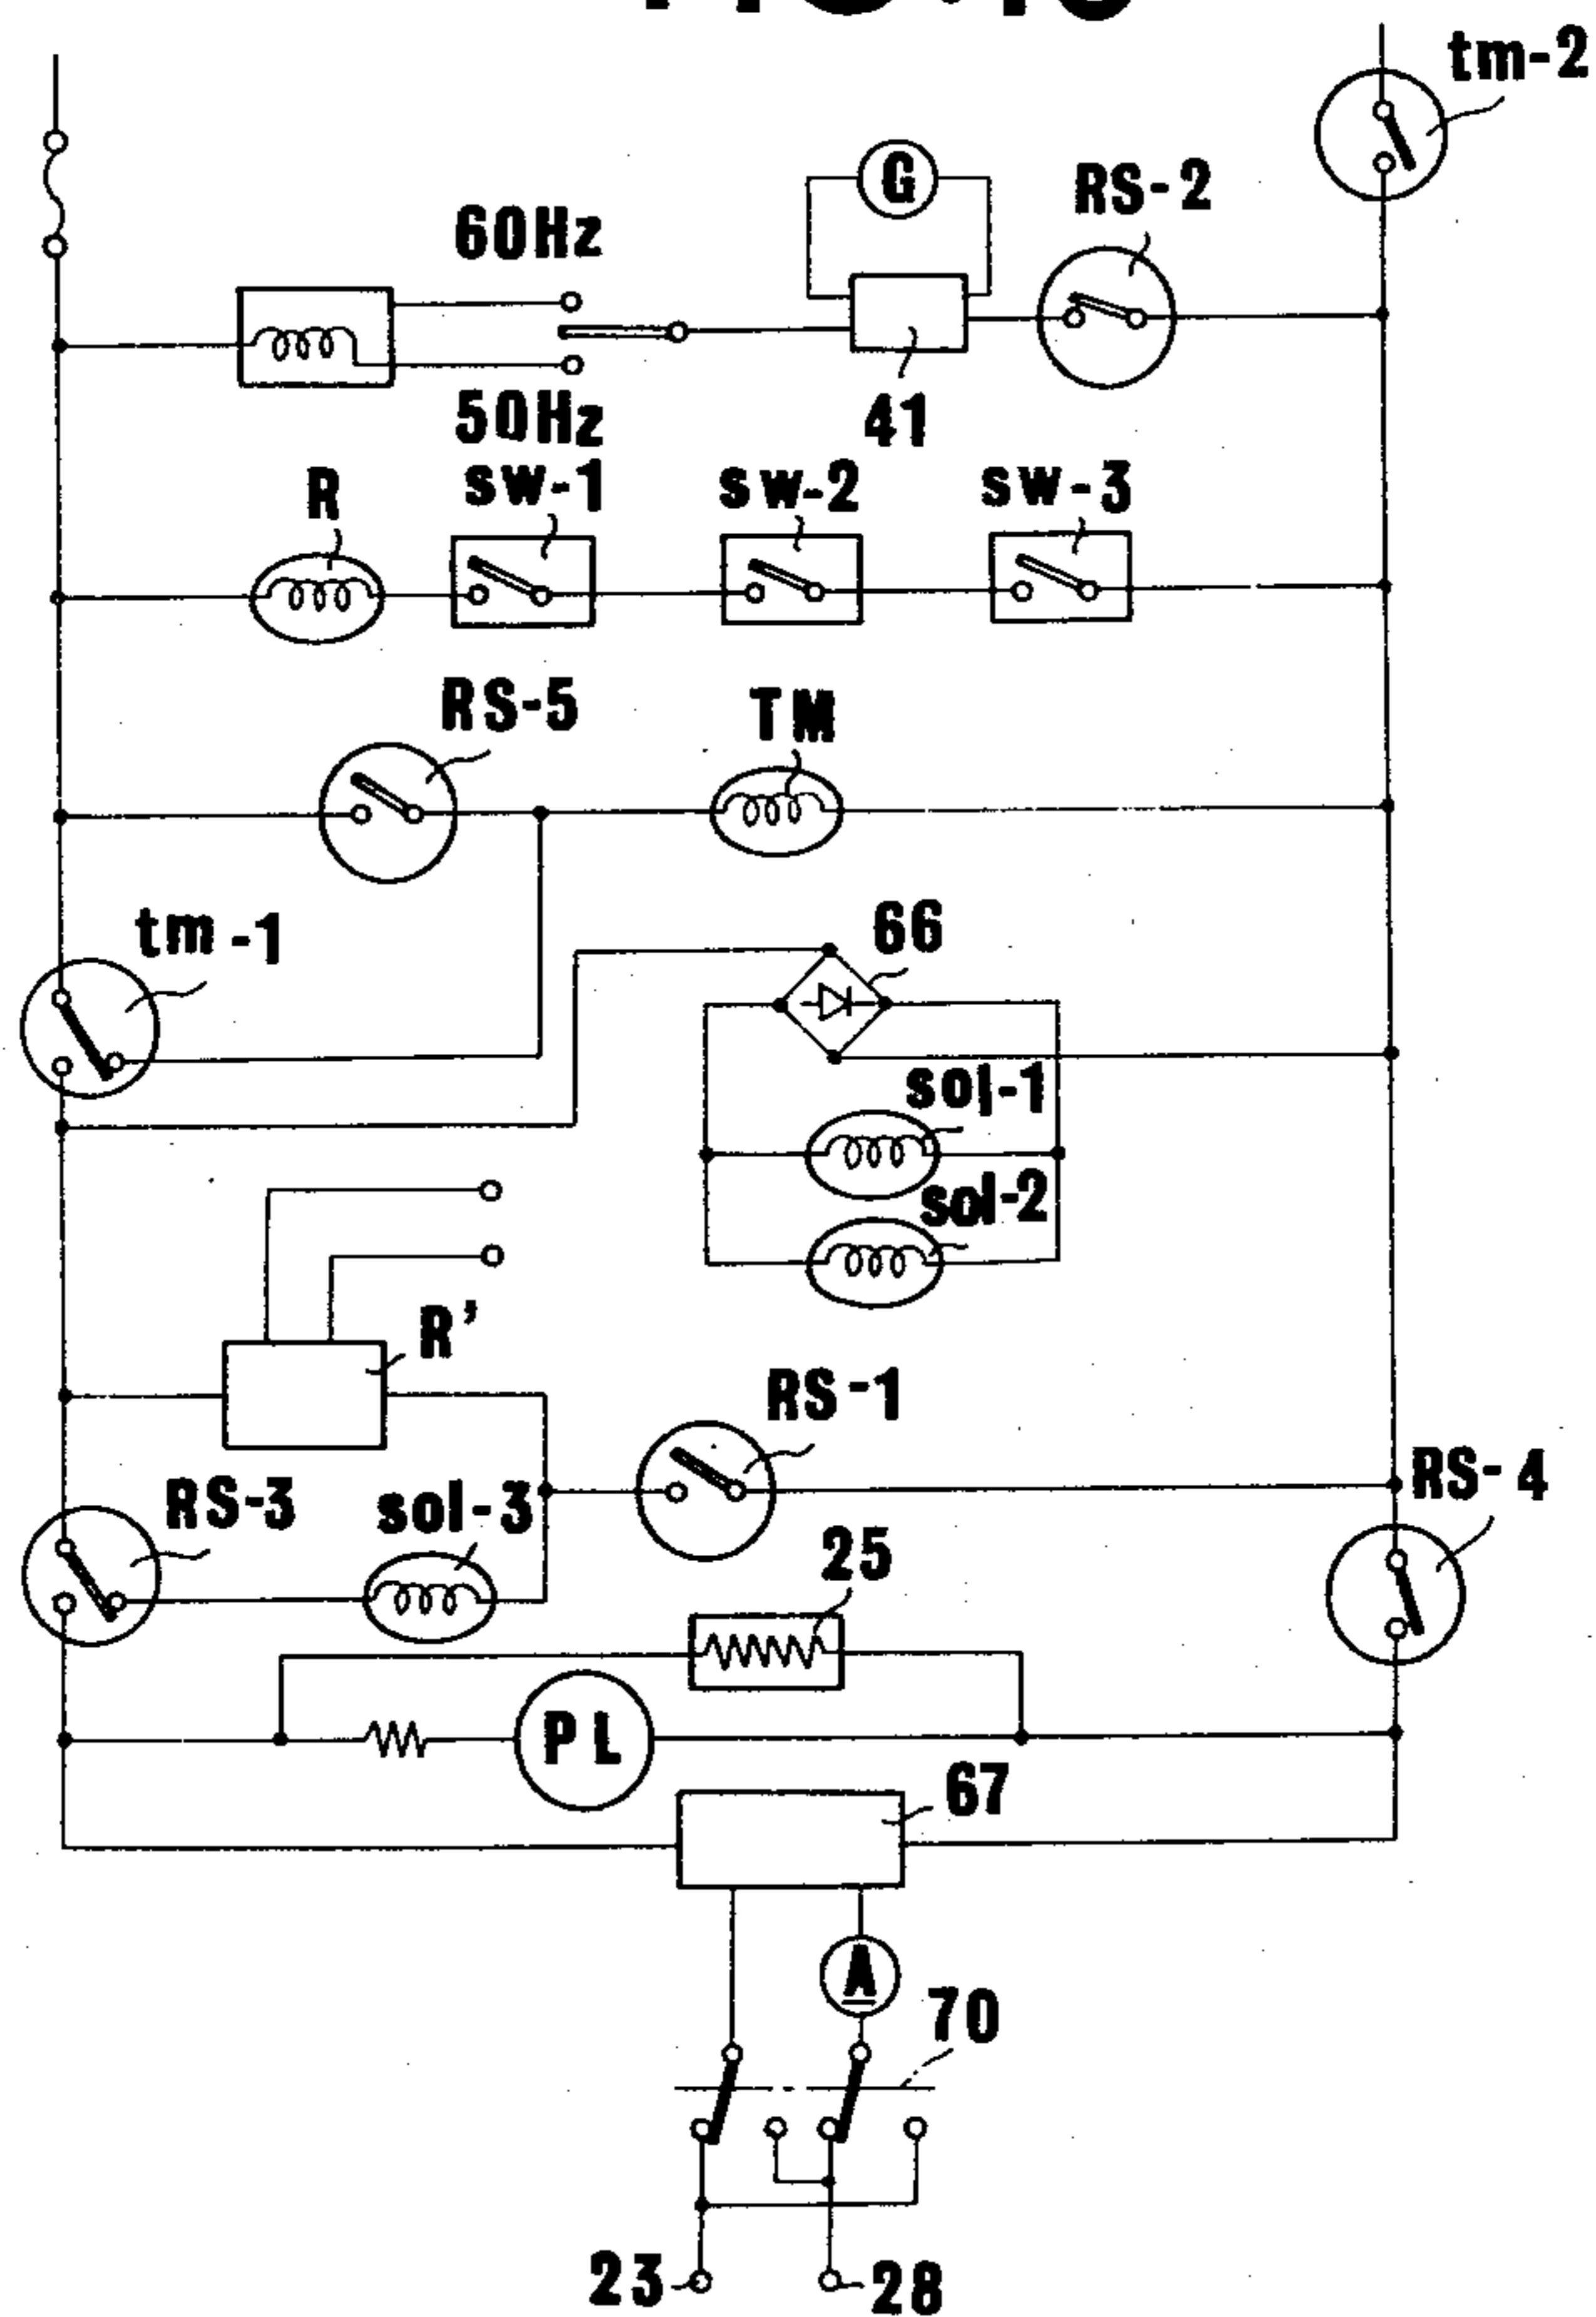 tm-2
G
RS-2
60Hz
50Hz
41
R
sw-1
sw-2
sw-3
RS-5
TM
tm-1
66
sol-1
sol-2
R'
RS-1
RS-3
sol-3
RS-4
25
PL
67
A
70
23
28